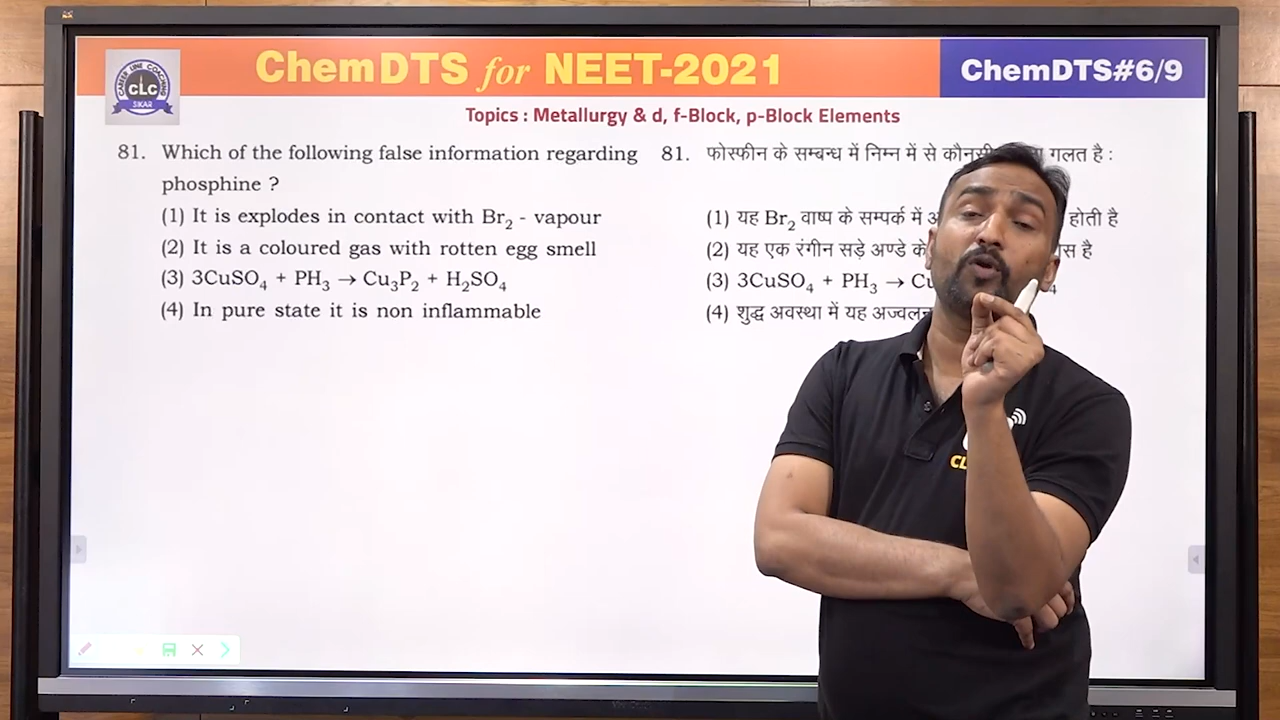 CAREER LINE COACHING
CLC
SIKAR
ChemDTS for NEET-2021
ChemDTS#6/9
Topics : Metallurgy & d, f-Block, p-Block Elements
81. Which of the following false information regarding
phosphine ?
(1) It is explodes in contact with Br₂ - vapour
(2) It is a coloured gas with rotten egg smell
(3) 3CuSO₄ + PH₃ → Cu₃P₂ + H₂SO₄
(4) In pure state it is non inflammable
81. फोस्फीन के सम्बन्ध में निम्न में से गलत है :
(1) यह Br₂ वाष्प के सम्पर्क में होती है
(2) यह एक रंगीन सड़े अण्डे के है
(3) 3CuSO₄ + PH₃ → 4
(4) शुद्ध अवस्था में यह
CL